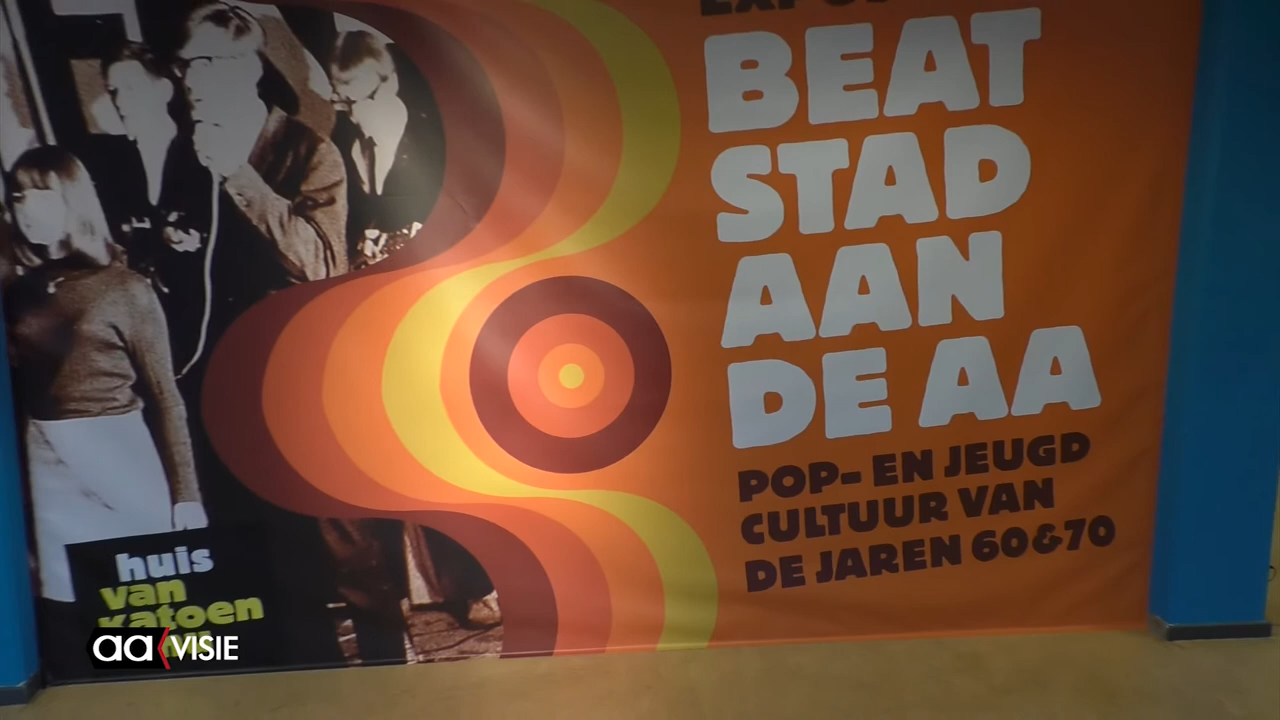 BEAT
STAD
AAN
DE AA
POP- EN JEUGD
CULTUUR VAN
DE JAREN 60&70
huis
van
katoen
aa VISIE